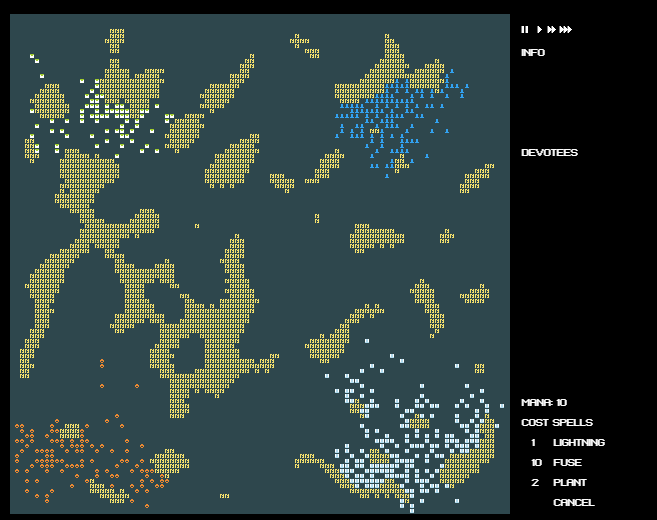 INFO
DEVOTEES
MANA: 10
COST SPELLS
1 LIGHTNING
10 FUSE
2 PLANT
CANCEL